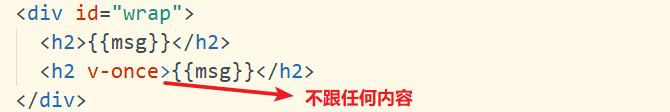 <div id="wrap">
<h2>{{msg}}</h2>
<h2 v-once>{{msg}}</h2>
</div>
不跟任何内容